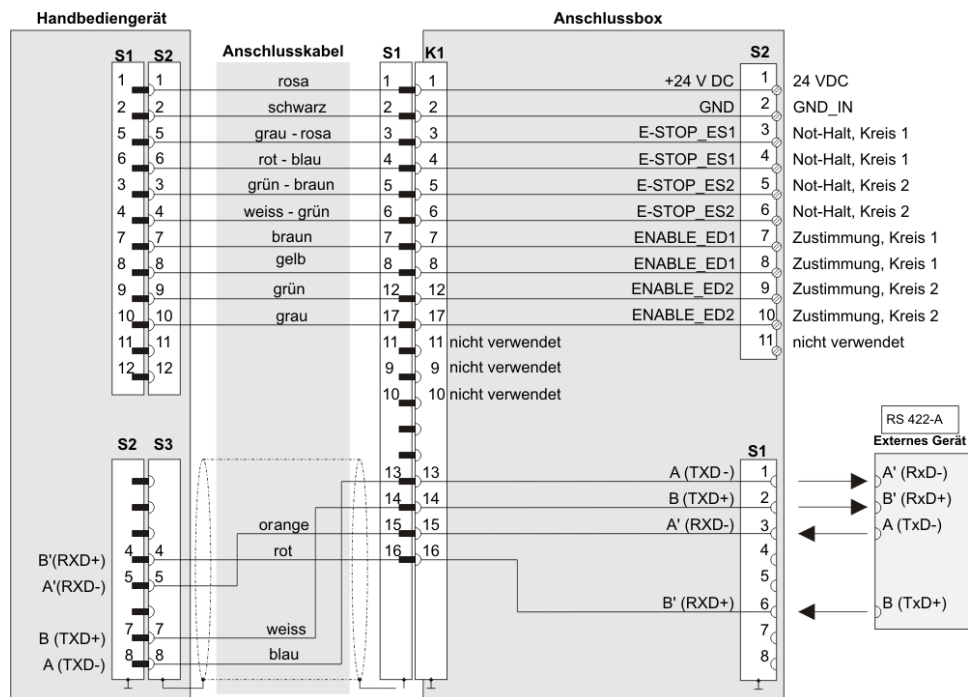 Handbediengerät Anschlussbox
S1 S2 Anschlusskabel S1 K1 S2
1 1 rosa 1 1 +24 V DC 1 24 VDC
2 2 schwarz 2 2 GND 2 GND_IN
5 5 grau - rosa 3 3 E-STOP_ES1 3 Not-Halt, Kreis 1
6 6 rot - blau 4 4 E-STOP_ES1 4 Not-Halt, Kreis 1
3 3 grün - braun 5 5 E-STOP_ES2 5 Not-Halt, Kreis 2
4 4 weiss - grün 6 6 E-STOP_ES2 6 Not-Halt, Kreis 2
7 7 braun 7 7 ENABLE_ED1 7 Zustimmung, Kreis 1
8 8 gelb 8 8 ENABLE_ED1 8 Zustimmung, Kreis 1
9 9 grün 12 12 ENABLE_ED2 9 Zustimmung, Kreis 2
10 10 grau 17 17 ENABLE_ED2 10 Zustimmung, Kreis 2
11 11 11 11 nicht verwendet 11 nicht verwendet
12 12 9 9 nicht verwendet
10 10 nicht verwendet
RS 422-A
S2 S3 S1 Externes Gerät
13 13 A (TXD-) 1 A' (RxD-)
14 14 B (TXD+) 2 B' (RxD+)
orange 15 15 A' (RXD-) 3 A (TxD-)
B'(RXD+) 4 4 rot 16 16 4
A'(RXD-) 5 5 5
B' (RXD+) 6 B (TxD+)
B (TXD+) 7 7 weiss 7
A (TXD-) 8 8 blau 8